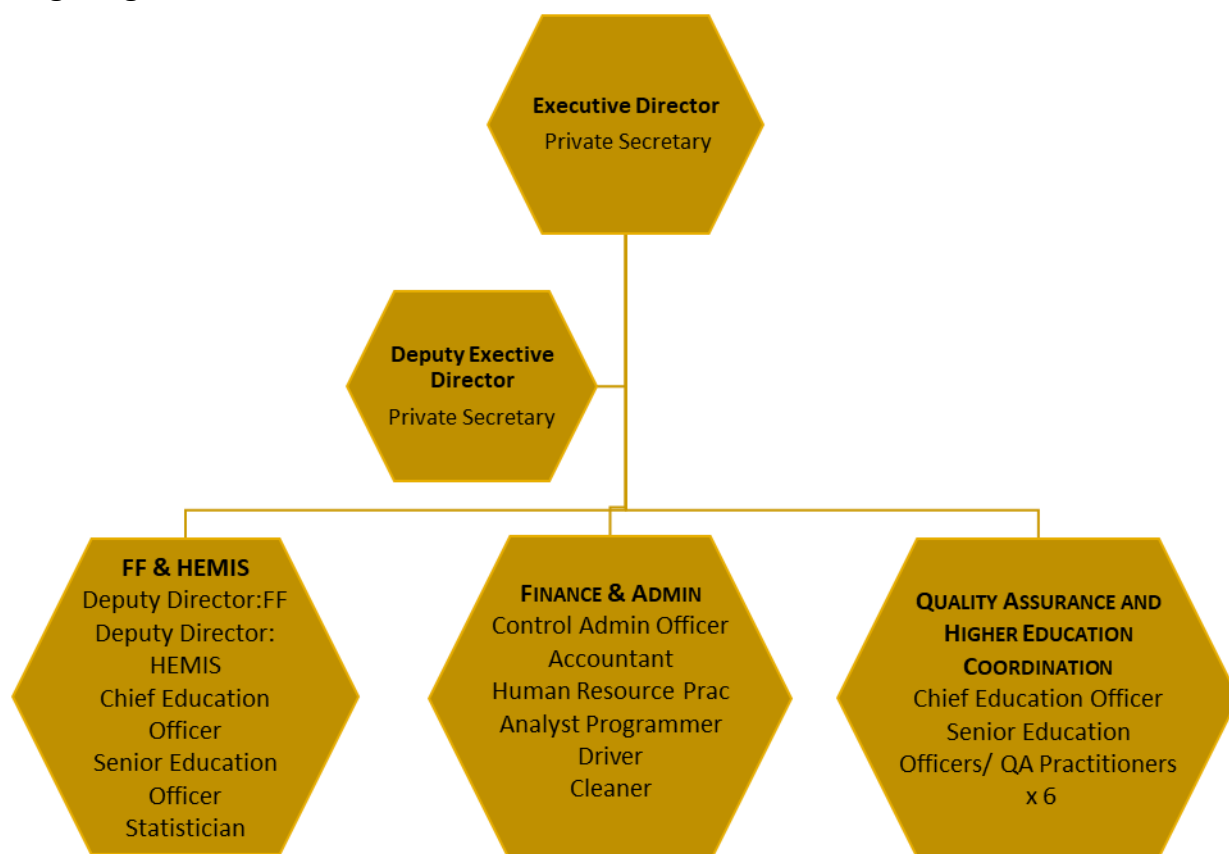 Executive Director
Private Secretary
Deputy Exective
Director
Private Secretary
FF & HEMIS
Deputy Director:FF
Deputy Director:
HEMIS
Chief Education
Officer
Senior Education
Officer
Statistician
FINANCE & ADMIN
Control Admin Officer
Accountant
Human Resource Prac
Analyst Programmer
Driver
Cleaner
QUALITY ASSURANCE AND
HIGHER EDUCATION
COORDINATION
Chief Education Officer
Senior Education
Officers/ QA Practitioners
x 6